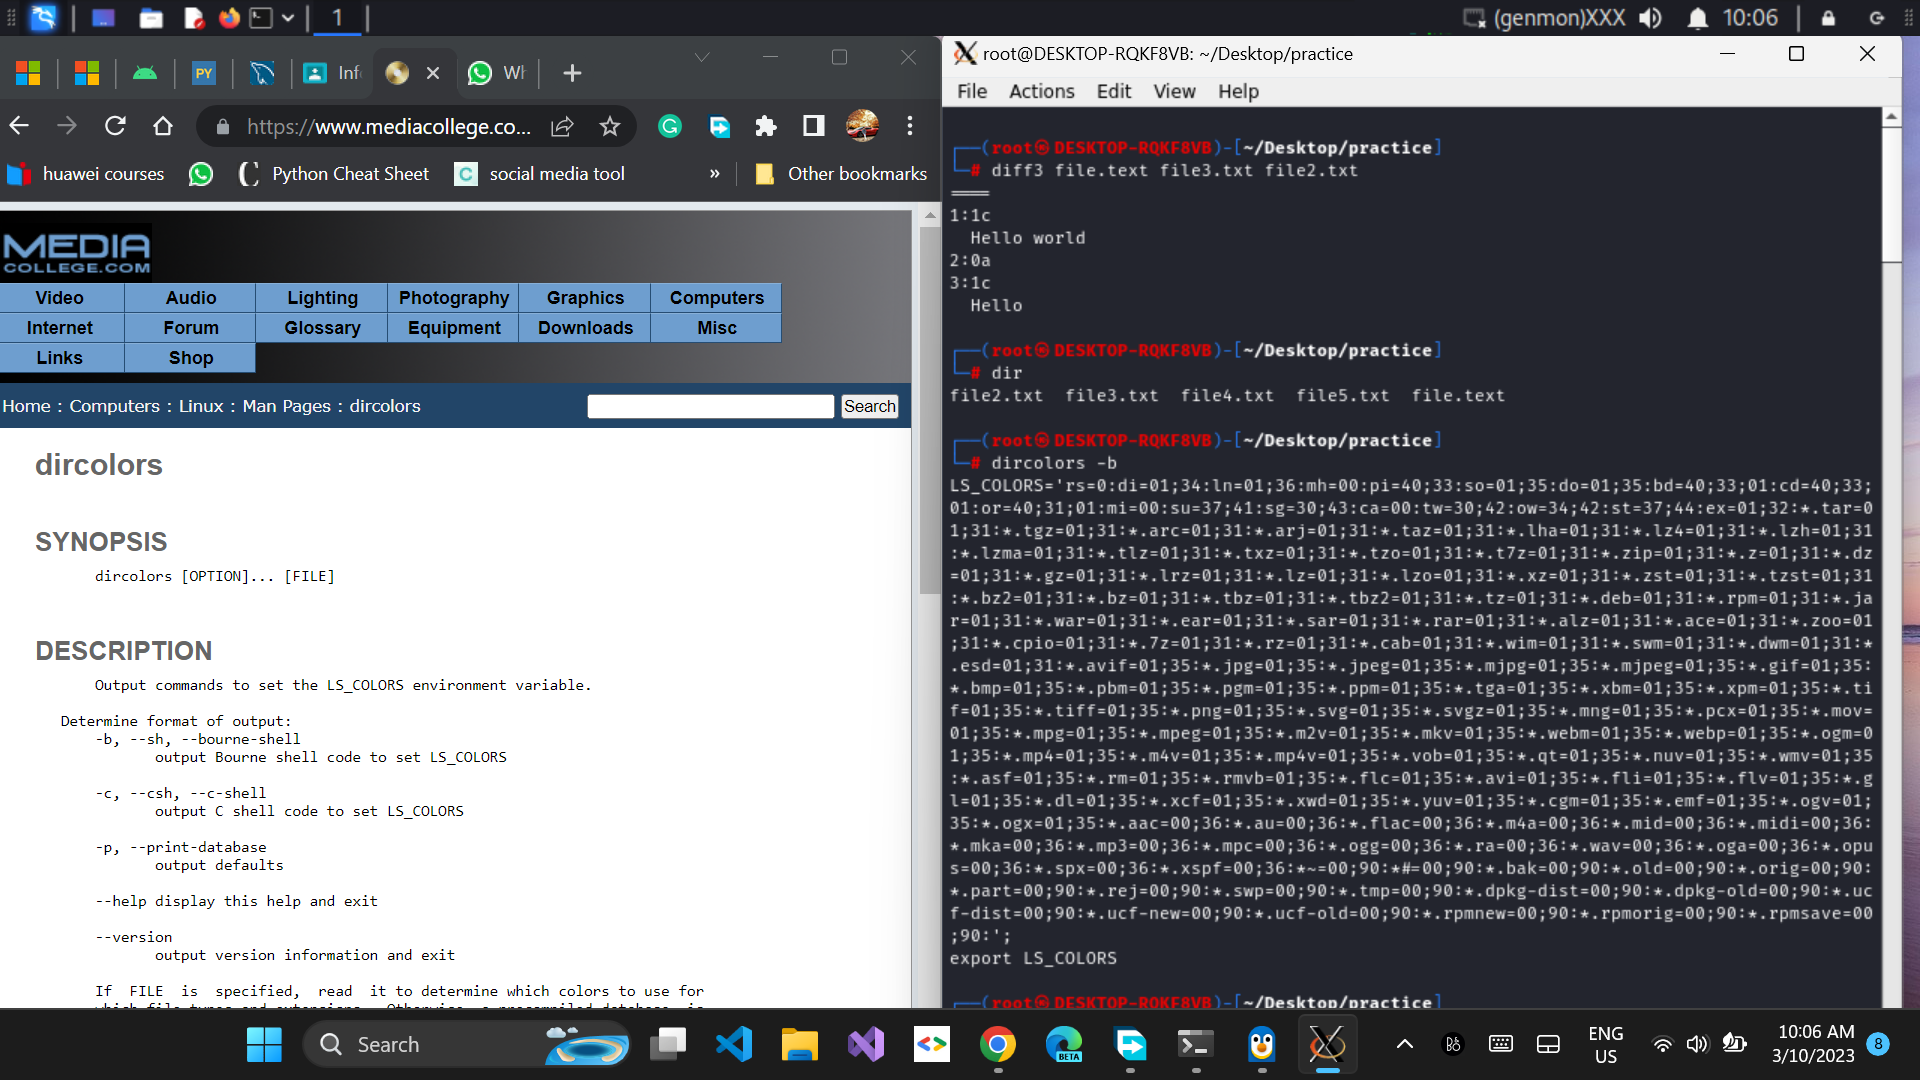 1
(genmon)XXX
10:06
Inf
Wh
https://www.mediacollege.co...
huawei courses
Python Cheat Sheet
social media tool
»
Other bookmarks
MEDIA
COLLEGE.COM
Video Audio Lighting Photography Graphics Computers
Internet Forum Glossary Equipment Downloads Misc
Links Shop
Home : Computers : Linux : Man Pages : dircolors
Search
dircolors
SYNOPSIS
dircolors [OPTION]... [FILE]
DESCRIPTION
Output commands to set the LS_COLORS environment variable.
Determine format of output:
-b, --sh, --bourne-shell
output Bourne shell code to set LS_COLORS
-c, --csh, --c-shell
output C shell code to set LS_COLORS
-p, --print-database
output defaults
--help display this help and exit
--version
output version information and exit
If FILE is specified, read it to determine which colors to use for
root@DESKTOP-RQKF8VB: ~/Desktop/practice
File Actions Edit View Help
(root㉿DESKTOP-RQKF8VB)-[~/Desktop/practice]
# diff3 file.text file3.txt file2.txt
====
1:1c
Hello world
2:0a
3:1c
Hello
(root㉿DESKTOP-RQKF8VB)-[~/Desktop/practice]
# dir
file2.txt file3.txt file4.txt file5.txt file.text
(root㉿DESKTOP-RQKF8VB)-[~/Desktop/practice]
# dircolors -b
LS_COLORS='rs=0:di=01;34:ln=01;36:mh=00:pi=40;33:so=01;35:do=01;35:bd=40;33;01:cd=40;33;
01:or=40;31;01:mi=00:su=37;41:sg=30;43:ca=00:tw=30;42:ow=34;42:st=37;44:ex=01;32:*.tar=0
1;31:*.tgz=01;31:*.arc=01;31:*.arj=01;31:*.taz=01;31:*.lha=01;31:*.lz4=01;31:*.lzh=01;31
:*.lzma=01;31:*.tlz=01;31:*.txz=01;31:*.tzo=01;31:*.t7z=01;31:*.zip=01;31:*.z=01;31:*.dz
=01;31:*.gz=01;31:*.lrz=01;31:*.lz=01;31:*.lzo=01;31:*.xz=01;31:*.zst=01;31:*.tzst=01;31
:*.bz2=01;31:*.bz=01;31:*.tbz=01;31:*.tbz2=01;31:*.tz=01;31:*.deb=01;31:*.rpm=01;31:*.ja
r=01;31:*.war=01;31:*.ear=01;31:*.sar=01;31:*.rar=01;31:*.alz=01;31:*.ace=01;31:*.zoo=01
;31:*.cpio=01;31:*.7z=01;31:*.rz=01;31:*.cab=01;31:*.wim=01;31:*.swm=01;31:*.dwm=01;31:*
.esd=01;31:*.avif=01;35:*.jpg=01;35:*.jpeg=01;35:*.mjpg=01;35:*.mjpeg=01;35:*.gif=01;35:
*.bmp=01;35:*.pbm=01;35:*.pgm=01;35:*.ppm=01;35:*.tga=01;35:*.xbm=01;35:*.xpm=01;35:*.ti
f=01;35:*.tiff=01;35:*.png=01;35:*.svg=01;35:*.svgz=01;35:*.mng=01;35:*.pcx=01;35:*.mov=
01;35:*.mpg=01;35:*.mpeg=01;35:*.m2v=01;35:*.mkv=01;35:*.webm=01;35:*.webp=01;35:*.ogm=0
1;35:*.mp4=01;35:*.m4v=01;35:*.mp4v=01;35:*.vob=01;35:*.qt=01;35:*.nuv=01;35:*.wmv=01;35
:*.asf=01;35:*.rm=01;35:*.rmvb=01;35:*.flc=01;35:*.avi=01;35:*.fli=01;35:*.flv=01;35:*.g
l=01;35:*.dl=01;35:*.xcf=01;35:*.xwd=01;35:*.yuv=01;35:*.cgm=01;35:*.emf=01;35:*.ogv=01;
35:*.ogx=01;35:*.aac=00;36:*.au=00;36:*.flac=00;36:*.m4a=00;36:*.mid=00;36:*.midi=00;36:
*.mka=00;36:*.mp3=00;36:*.mpc=00;36:*.ogg=00;36:*.ra=00;36:*.wav=00;36:*.oga=00;36:*.opu
s=00;36:*.spx=00;36:*.xspf=00;36:*~=00;90:*#=00;90:*.bak=00;90:*.old=00;90:*.orig=00;90:
*.part=00;90:*.rej=00;90:*.swp=00;90:*.tmp=00;90:*.dpkg-dist=00;90:*.dpkg-old=00;90:*.uc
f-dist=00;90:*.ucf-new=00;90:*.ucf-old=00;90:*.rpmnew=00;90:*.rpmorig=00;90:*.rpmsave=00
;90:';
export LS_COLORS
(root㉿DESKTOP-RQKF8VB)-[~/Desktop/practice]
Search
BETA
ENG
US
10:06 AM
3/10/2023
8